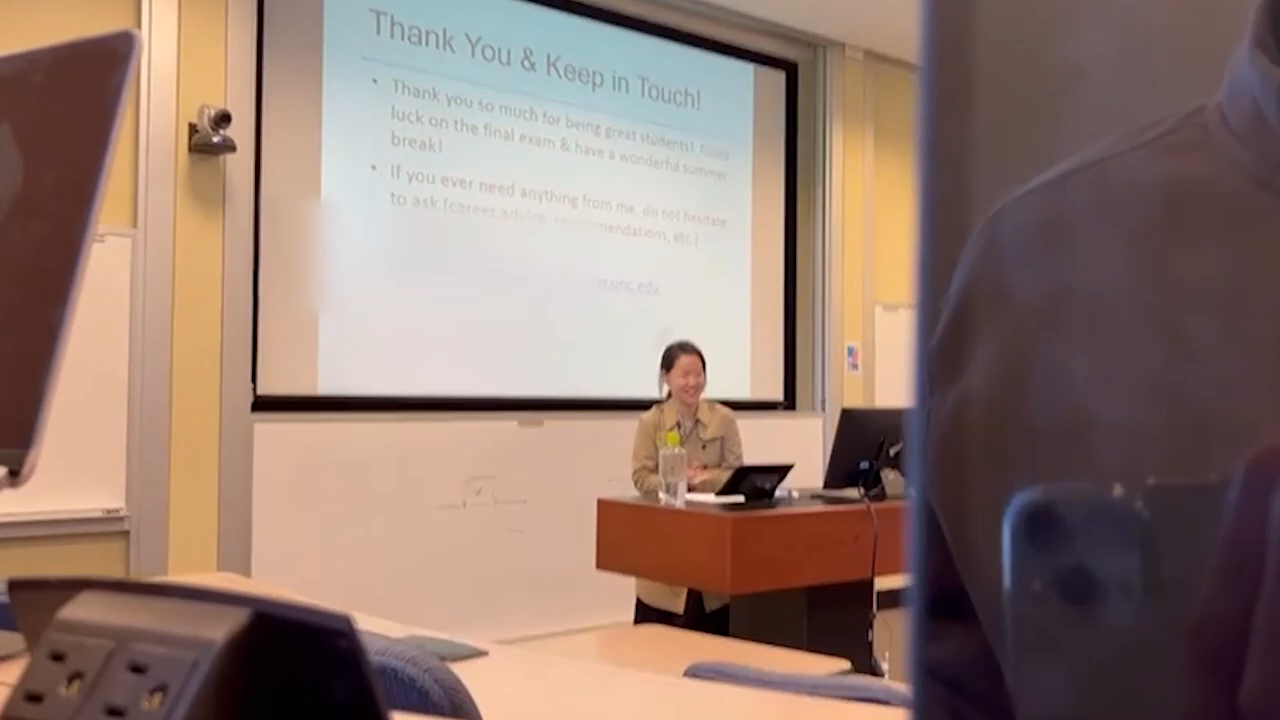 Thank You & Keep in Touch!
• Thank you so much for being great students! Good
luck on the final exam & have a wonderful summer
break!
• If you ever need anything from me, do not hesitate
to ask (career advice, recommendations, etc.)
unc.edu